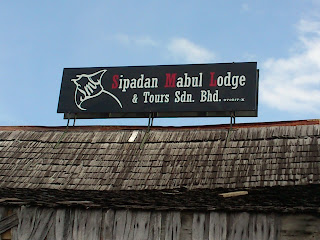 Sipadan Mabul Lodge
& Tours Sdn. Bhd.